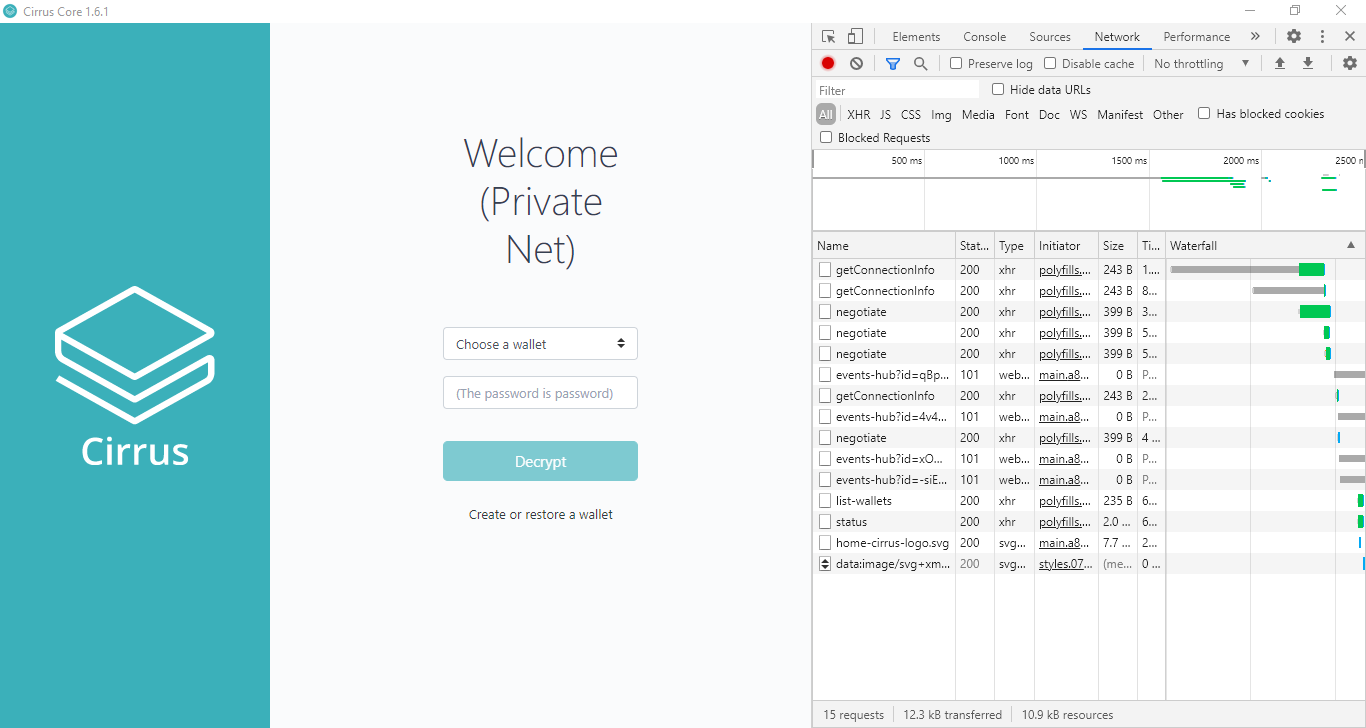 Cirrus Core 1.6.1
Cirrus
Welcome
(Private
Net)
Choose a wallet
(The password is password)
Decrypt
Create or restore a wallet
Elements Console Sources Network Performance »
Preserve log Disable cache No throttling
Filter Hide data URLs
All XHR JS CSS Img Media Font Doc WS Manifest Other Has blocked cookies
Blocked Requests
500 ms 1000 ms 1500 ms 2000 ms 2500 m
Name Stat... Type Initiator Size Ti... Waterfall
getConnectionInfo 200 xhr polyfills.... 243 B 1....
getConnectionInfo 200 xhr polyfills.... 243 B 8...
negotiate 200 xhr polyfills.... 399 B 3...
negotiate 200 xhr polyfills.... 399 B 5...
negotiate 200 xhr polyfills.... 399 B 5...
events-hub?id=qBp... 101 web... main.a8... 0 B P...
getConnectionInfo 200 xhr polyfills.... 243 B 2...
events-hub?id=4v4... 101 web... main.a8... 0 B P...
negotiate 200 xhr polyfills.... 399 B 4 ...
events-hub?id=xO... 101 web... main.a8... 0 B P...
events-hub?id=-siE... 101 web... main.a8... 0 B P...
list-wallets 200 xhr polyfills.... 235 B 6...
status 200 xhr polyfills.... 2.0 ... 6...
home-cirrus-logo.svg 200 svg... main.a8... 7.7 ... 2...
data:image/svg+xm... 200 svg... styles.07... (me... 0 ...
15 requests 12.3 kB transferred 10.9 kB resources